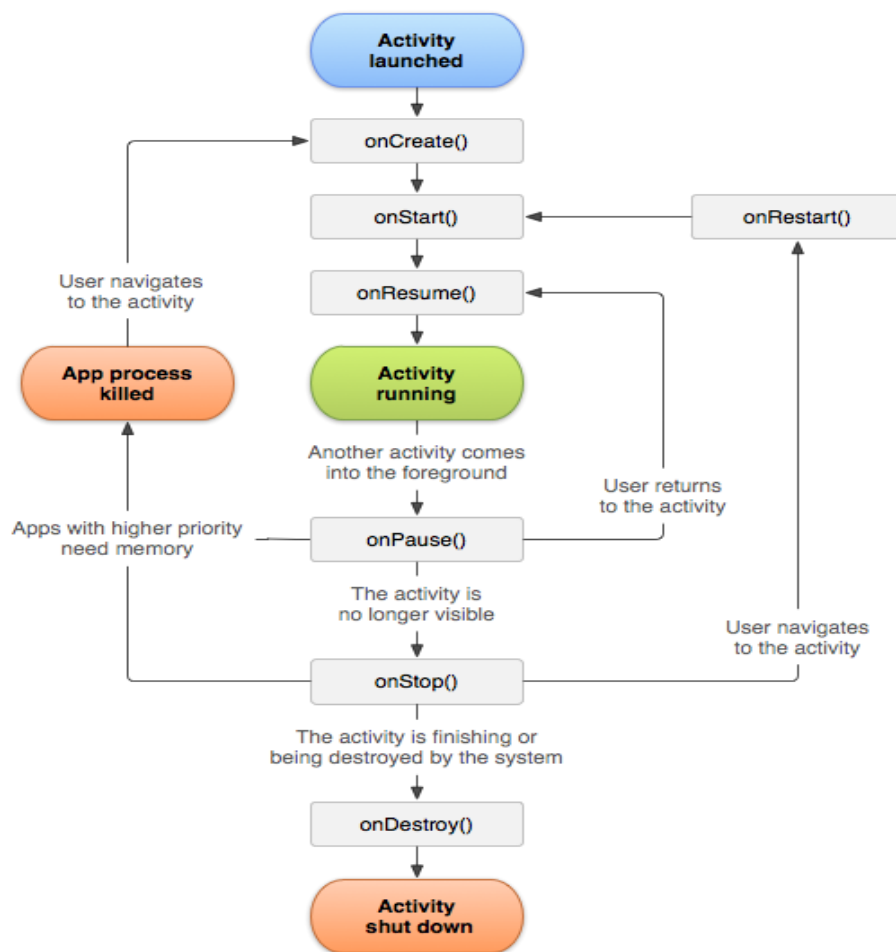 Activity
launched
onCreate()
onStart()
onRestart()
User navigates
to the activity
onResume()
App process
killed
Activity
running
Another activity comes
into the foreground
User returns
to the activity
Apps with higher priority
need memory
onPause()
The activity is
no longer visible
User navigates
to the activity
onStop()
The activity is finishing or
being destroyed by the system
onDestroy()
Activity
shut down